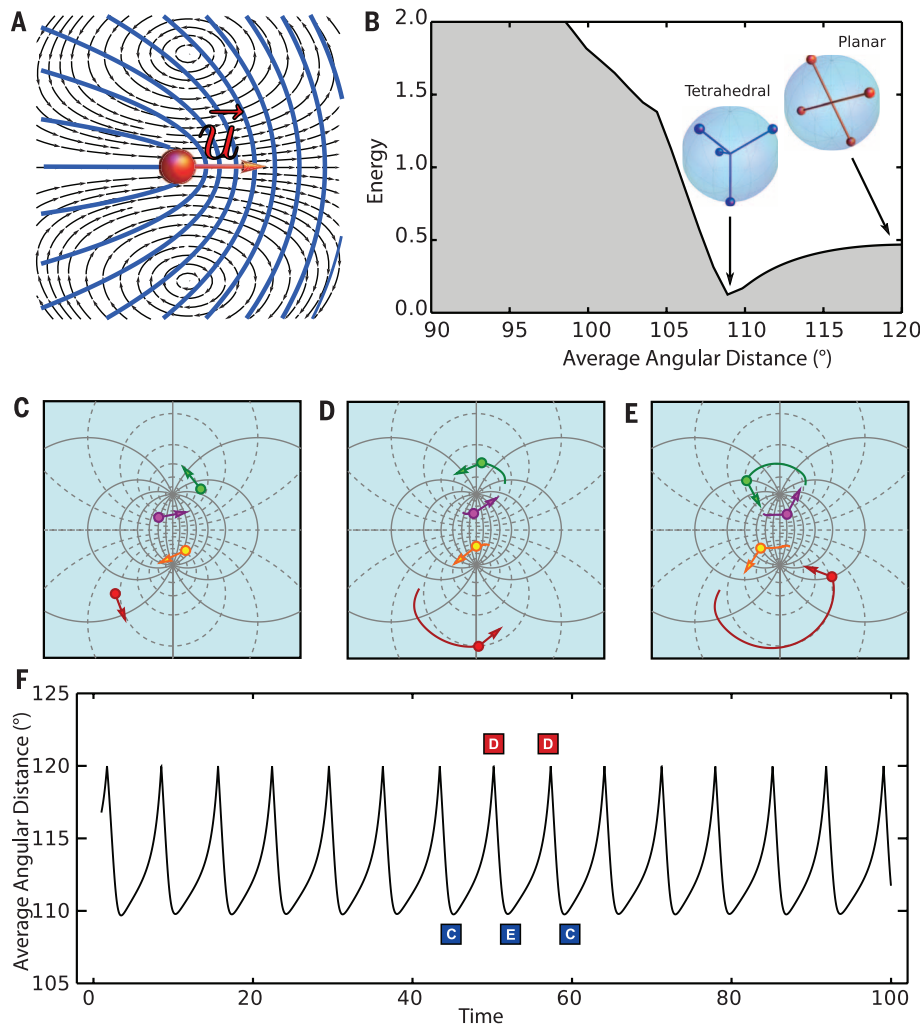 A
u
B
2.0
1.5
1.0
0.5
0.0
Energy
Tetrahedral
Planar
90
95
100
105
110
115
120
Average Angular Distance (°)
C
D
E
F
125
120
115
110
105
Average Angular Distance (°)
D
D
C
E
C
0
20
40
60
80
100
Time